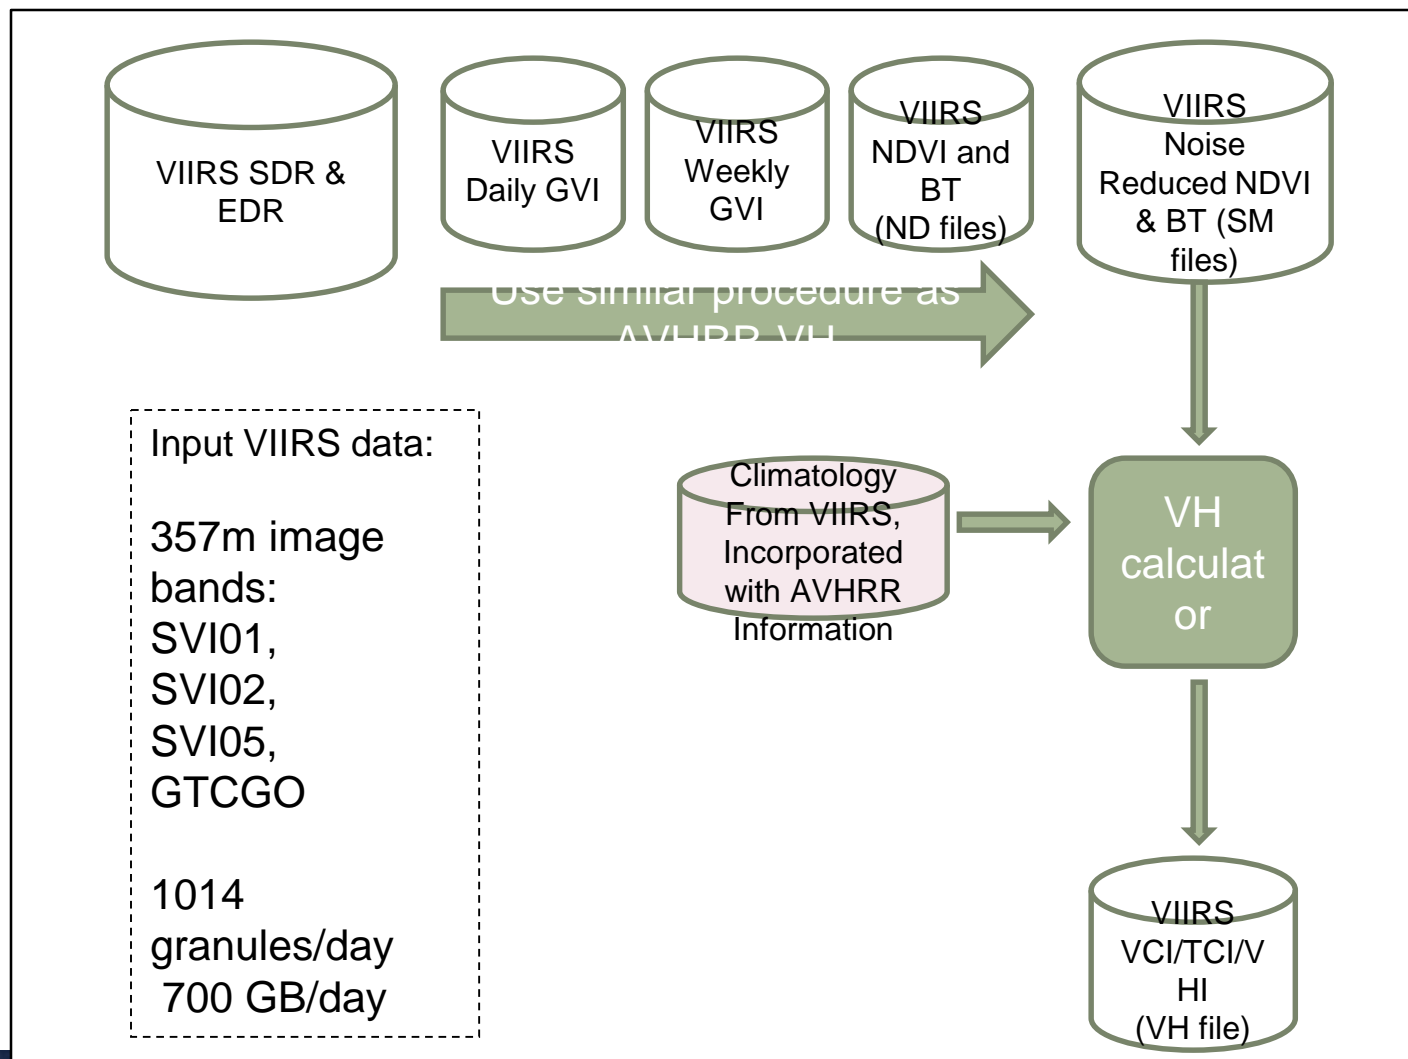 VIIRS SDR &
EDR
VIIRS
Daily GVI
VIIRS
Weekly
GVI
VIIRS
NDVI and
BT
(ND files)
VIIRS
Noise
Reduced NDVI
& BT (SM
files)
Use similar procedure as
AVHRR VH
Input VIIRS data:
357m image
bands:
SVI01,
SVI02,
SVI05,
GTCGO
1014
granules/day
700 GB/day
Climatology
From VIIRS,
Incorporated
with AVHRR
Information
VH
calculat
or
VIIRS
VCI/TCI/V
HI
(VH file)